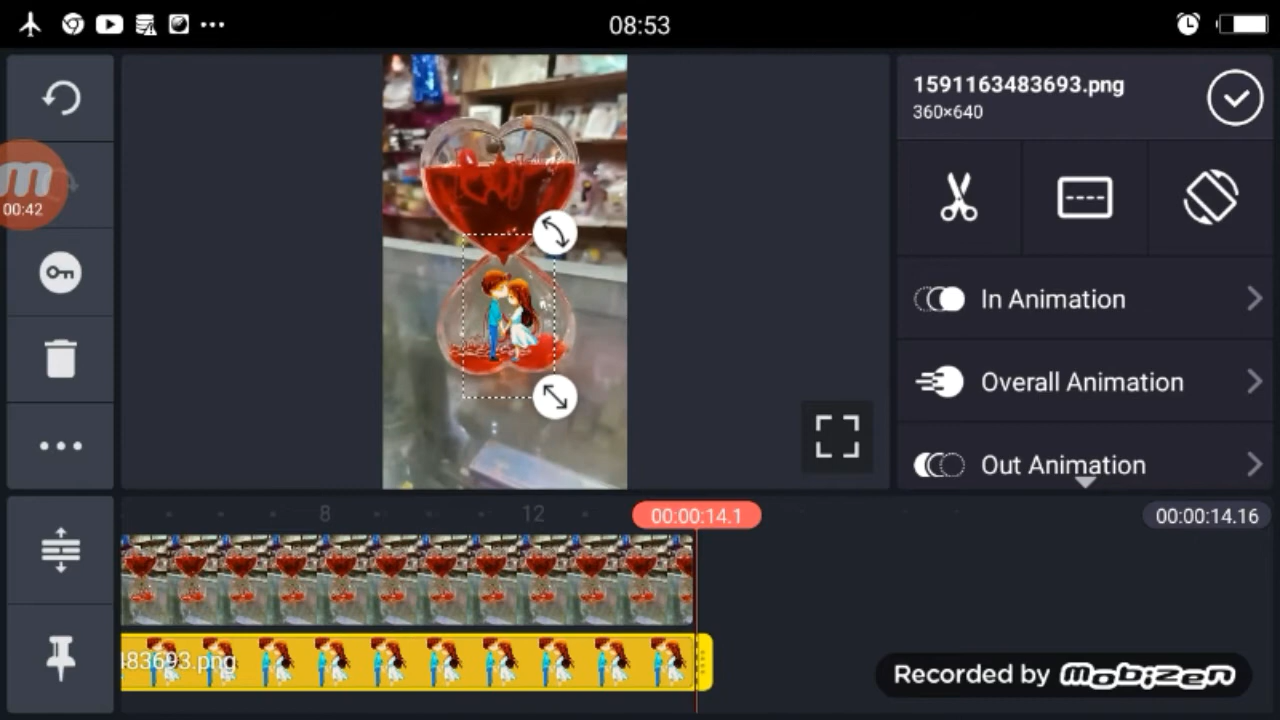 08:53
1591163483693.png
360×640
m
00:42
In Animation
Overall Animation
Out Animation
8
12
00:00:14.1
00:00:14.16
483693.png
Recorded by mobizen